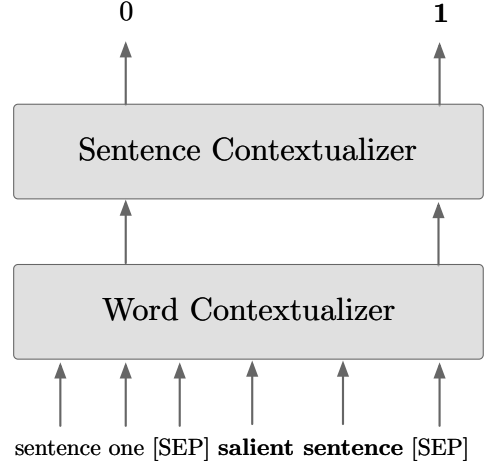 0 1
Sentence Contextualizer
Word Contextualizer
sentence one [SEP] salient sentence [SEP]